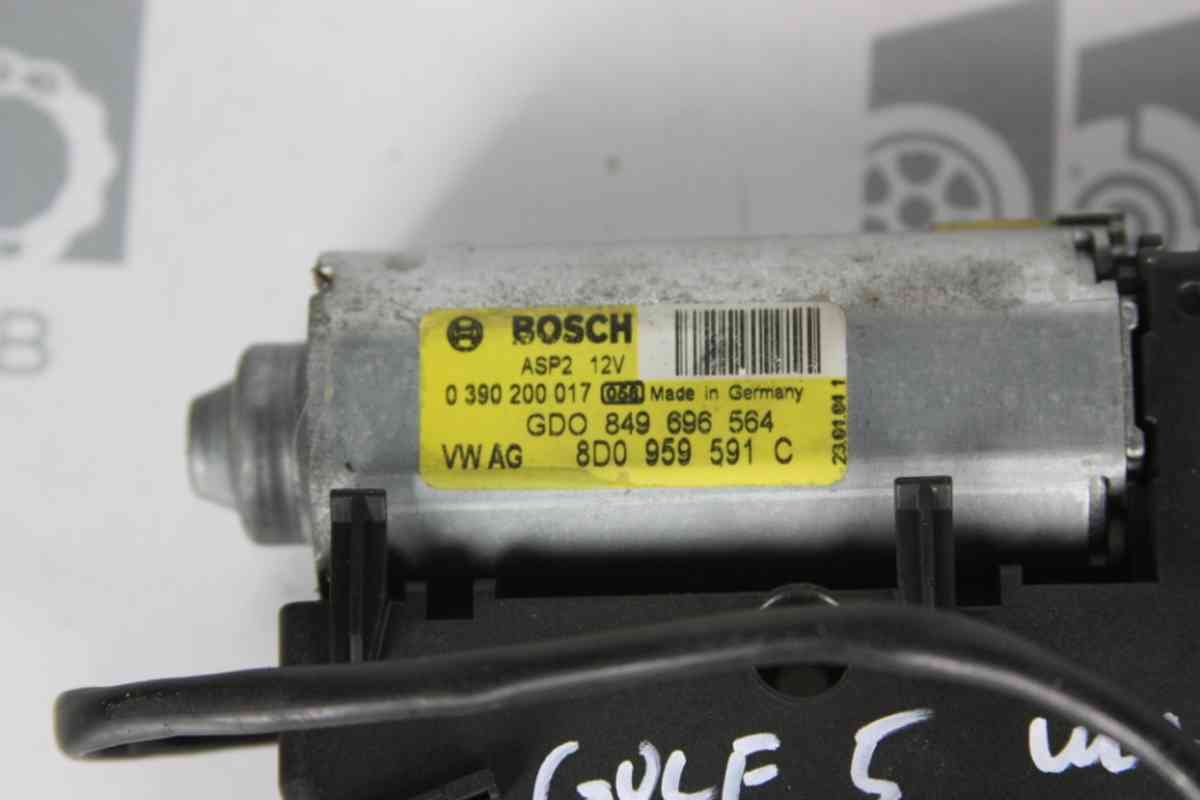 BOSCH
ASP2 12V
0 390 200 017 056 Made in Germany
GDO 849 696 564
VW AG 8D0 959 591 C
23.01.04 1
GOLF 5
B